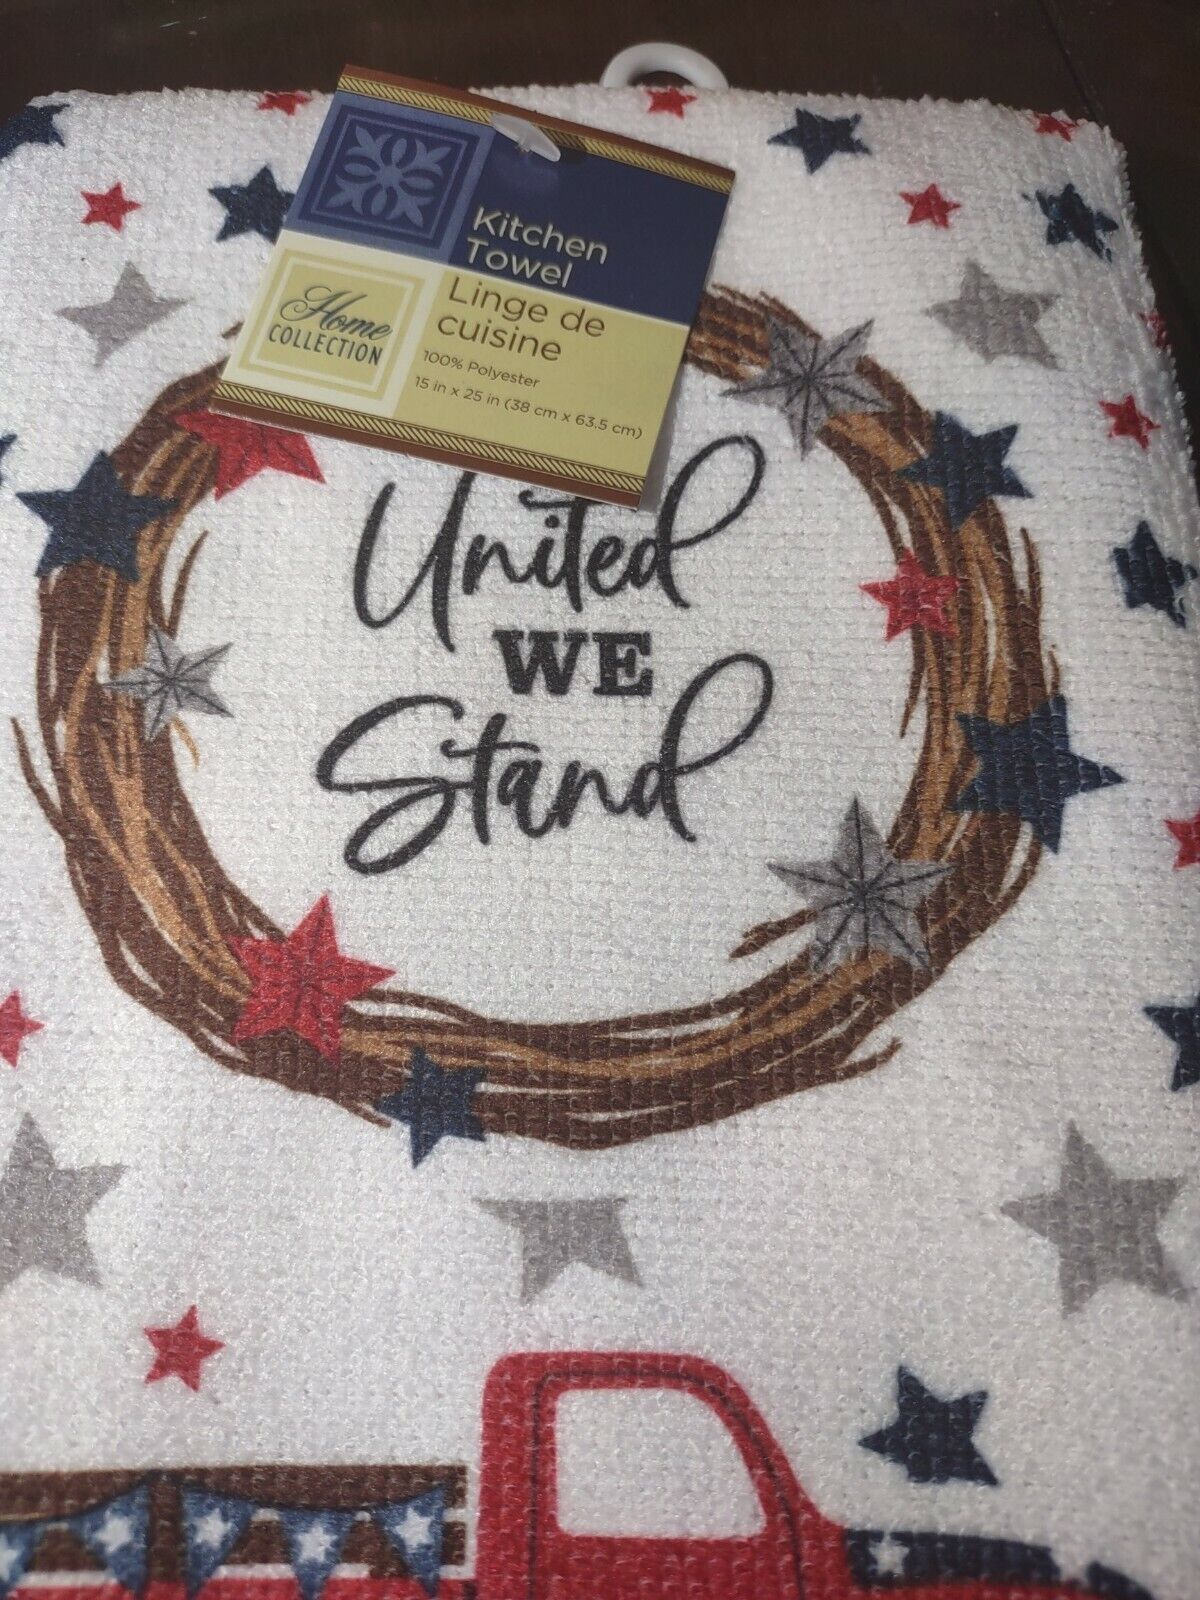 Kitchen
Towel
Linge de
cuisine
Home
COLLECTION
100% Polyester
15 in x 25 in (38 cm x 63,5 cm)
United
WE
Stand